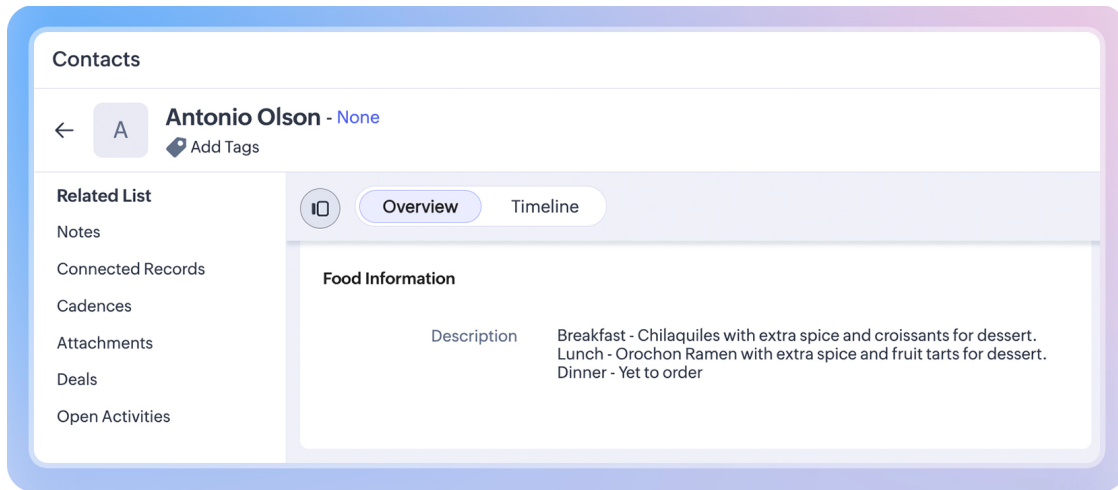 Contacts
A
Antonio Olson - None
Add Tags
Related List
Notes
Connected Records
Cadences
Attachments
Deals
Open Activities
Overview
Timeline
Food Information
Description
Breakfast - Chilaquiles with extra spice and croissants for dessert.
Lunch - Orochon Ramen with extra spice and fruit tarts for dessert.
Dinner - Yet to order